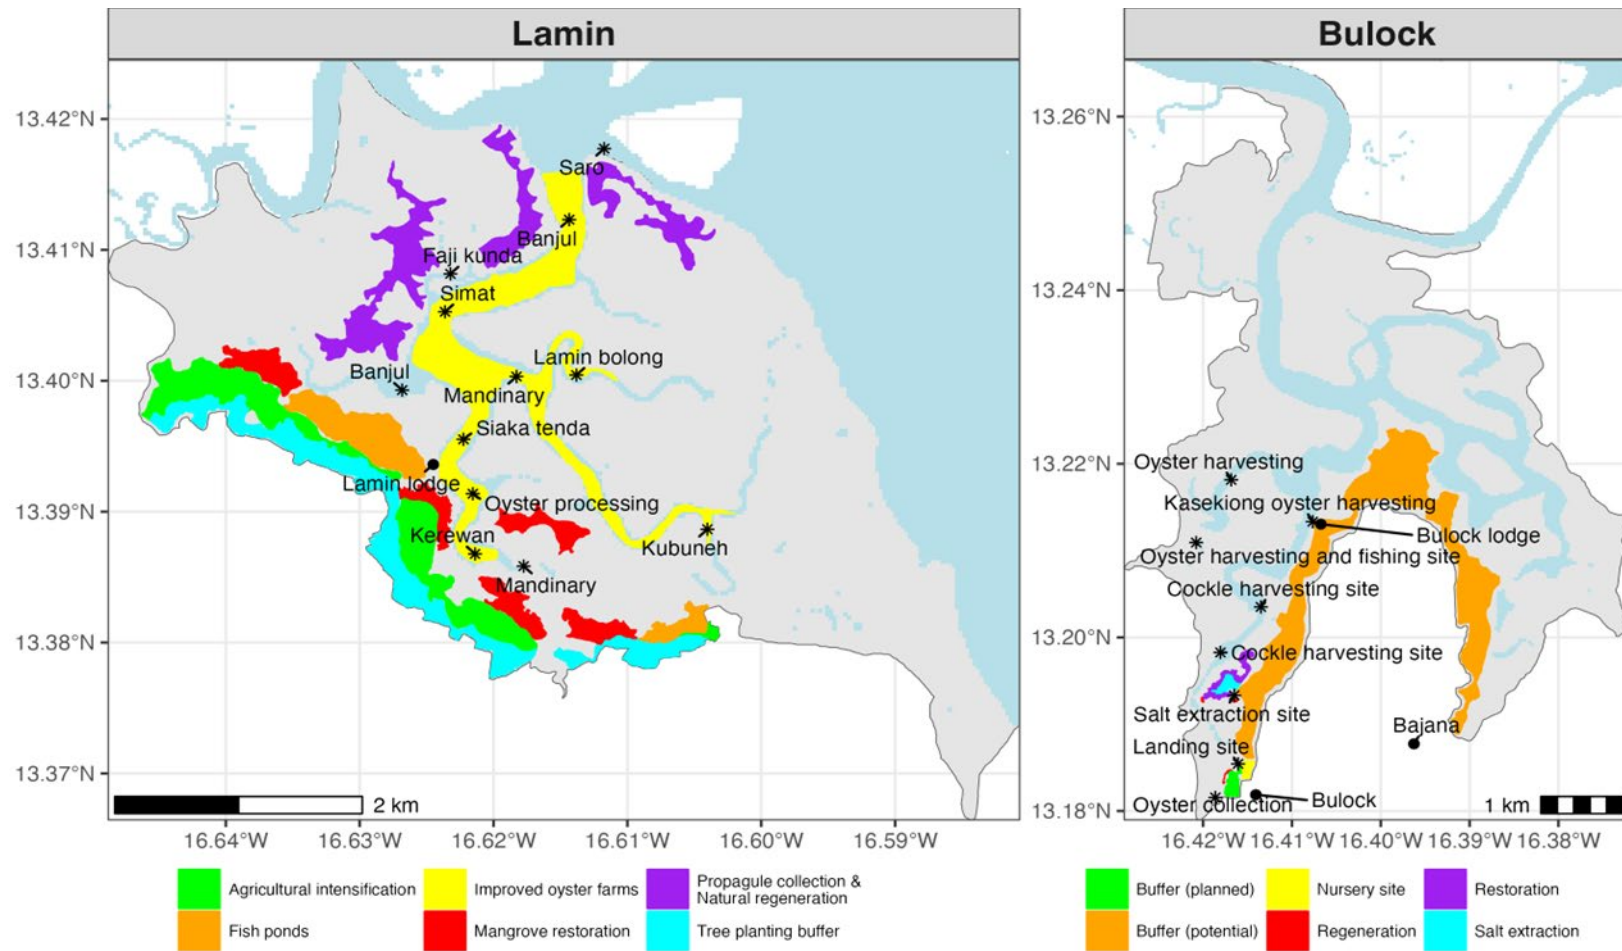 Lamin
Bulock
13.42°N
13.41°N
13.40°N
13.39°N
13.38°N
13.37°N
Saro
Banjul
Faji kunda
Simat
Lamin bolong
Banjul
Mandinary
Siaka tenda
Lamin lodge
Oyster processing
Kerewan
Kubuneh
Mandinary
2 km
16.64°W
16.63°W
16.62°W
16.61°W
16.60°W
16.59°W
13.26°N
13.24°N
13.22°N
13.20°N
13.18°N
Oyster harvesting
Kasekiong oyster harvesting
Bulock lodge
Oyster harvesting and fishing site
Cockle harvesting site
Cockle harvesting site
Salt extraction site
Bajana
Landing site
Oyster collection
Bulock
1 km
16.42°W
16.41°W
16.40°W
16.39°W
16.38°W
Agricultural intensification
Improved oyster farms
Propagule collection &
Natural regeneration
Fish ponds
Mangrove restoration
Tree planting buffer
Buffer (planned)
Nursery site
Restoration
Buffer (potential)
Regeneration
Salt extraction